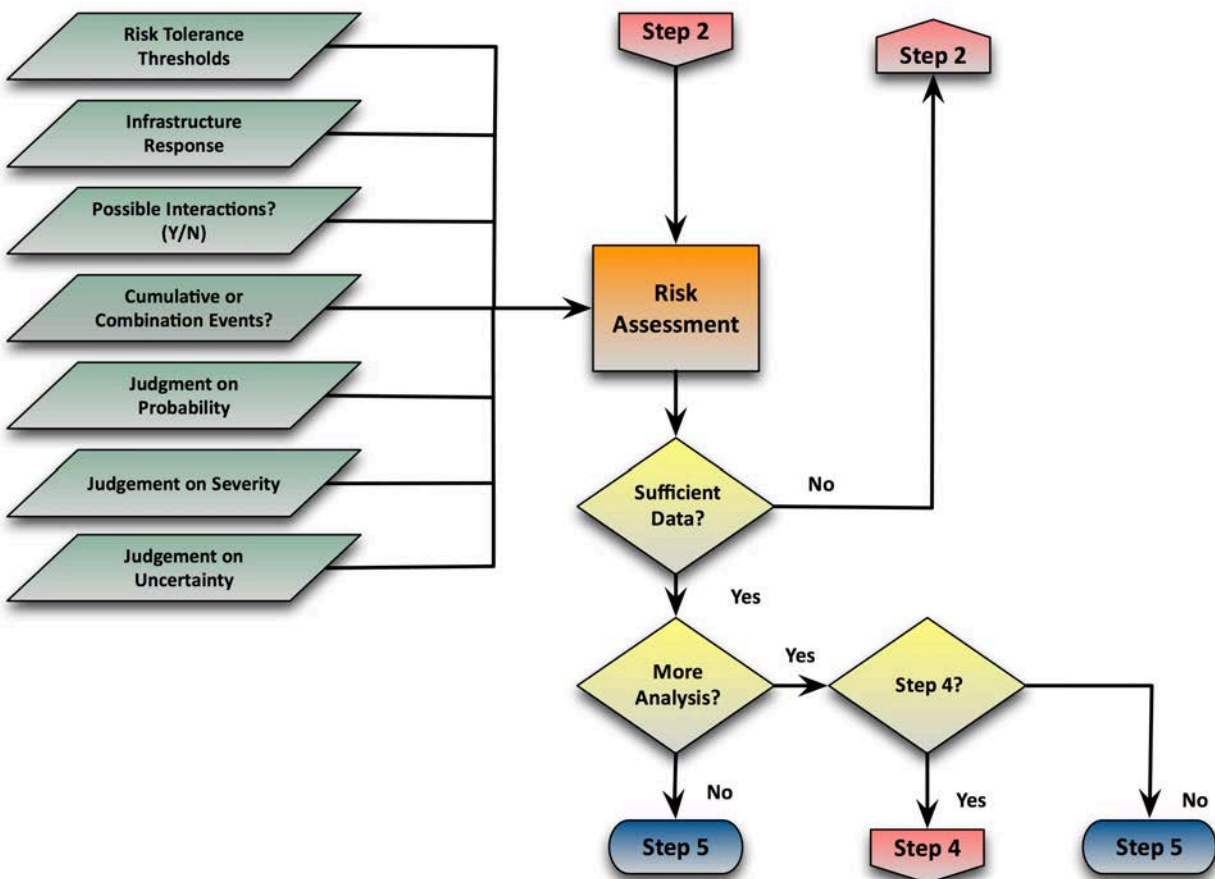 Risk Tolerance
Thresholds
Infrastructure
Response
Possible Interactions?
(Y/N)
Cumulative or
Combination Events?
Judgment on
Probability
Judgement on Severity
Judgement on
Uncertainty
Step 2
Step 2
Risk
Assessment
Sufficient
Data?
No
Yes
More
Analysis?
Yes
Step 4?
No
Yes
No
Step 5
Step 4
Step 5